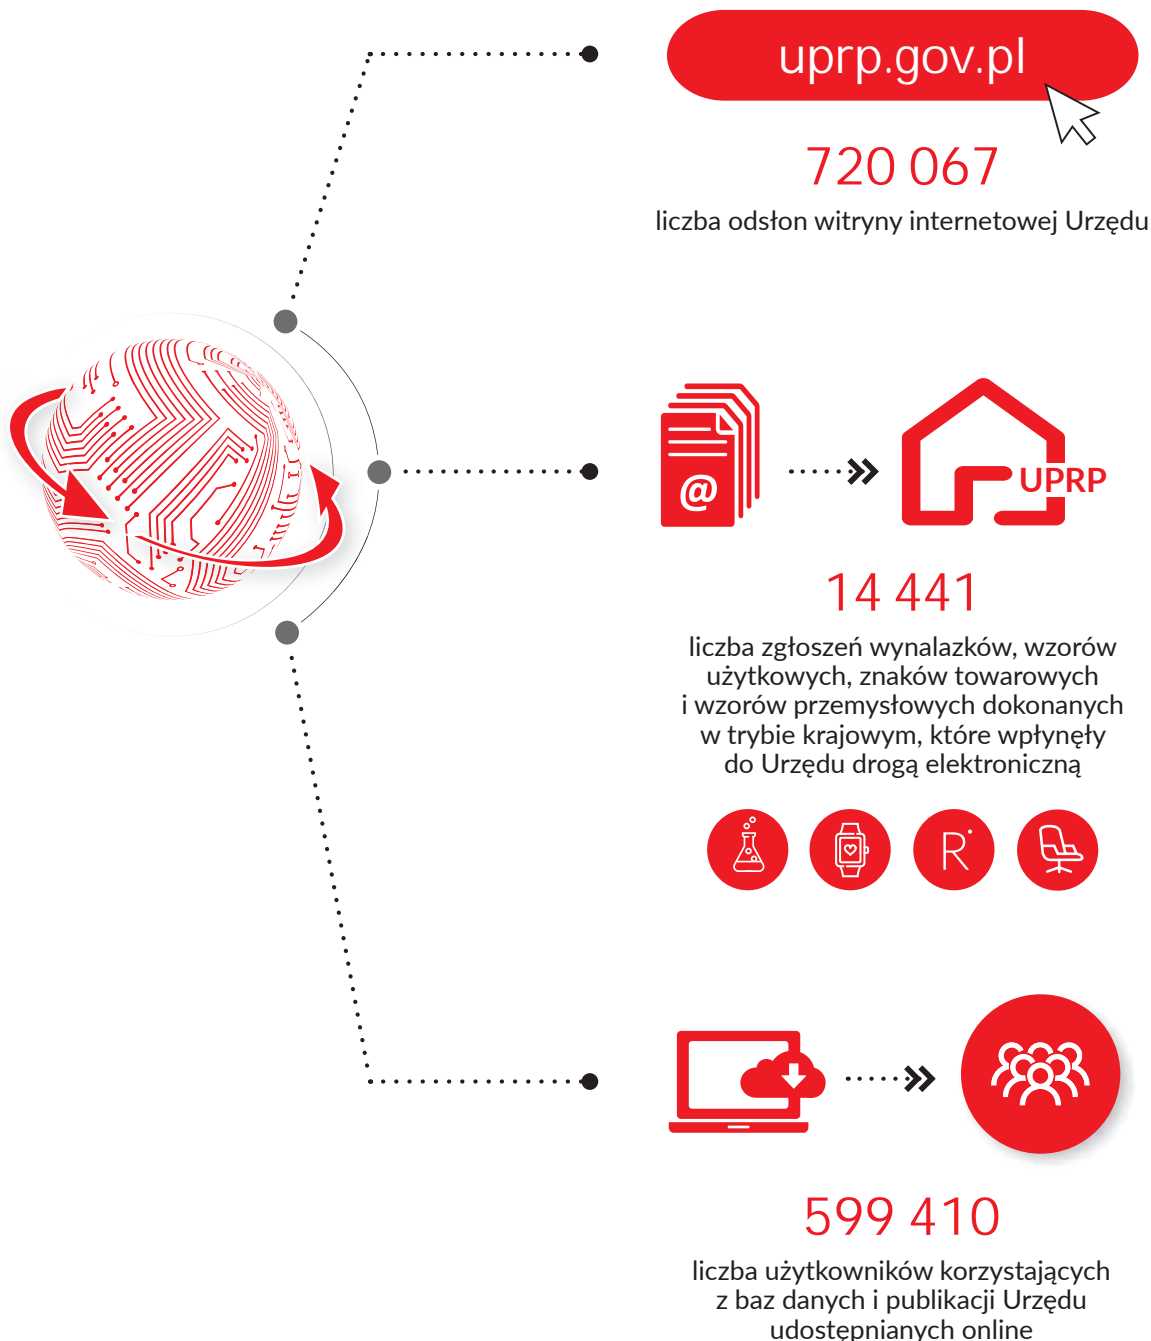 uprp.gov.pl
720 067
liczba odsłon witryny internetowej Urzędu
@
UPRP
14 441
liczba zgłoszeń wynalazków, wzorów
użytkowych, znaków towarowych
i wzorów przemysłowych dokonanych
w trybie krajowym, które wpłynęły
do Urzędu drogą elektroniczną
R
599 410
liczba użytkowników korzystających
z baz danych i publikacji Urzędu
udostępnianych online